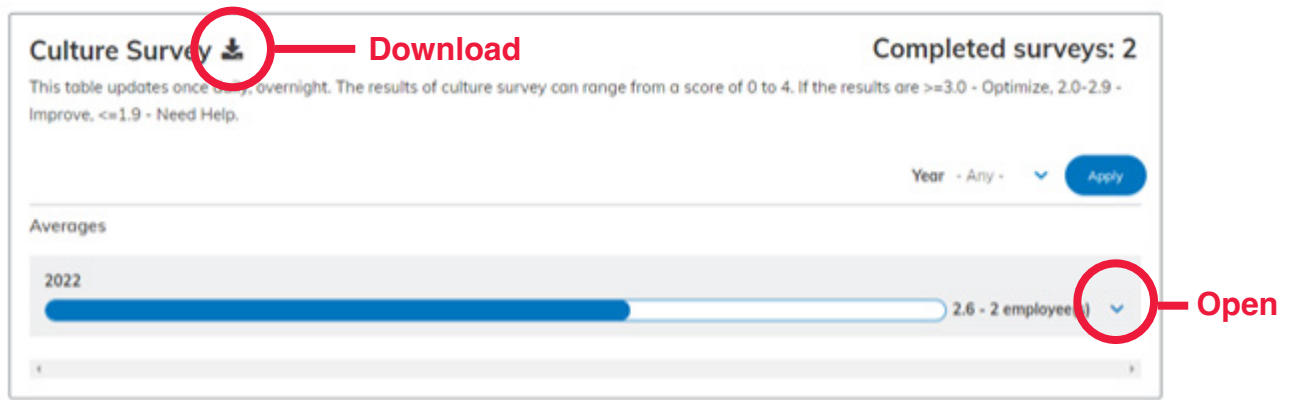 Culture Survey
Download
Completed surveys: 2
This table updates once daily, overnight. The results of culture survey can range from a score of 0 to 4. If the results are >=3.0 - Optimize, 2.0-2.9 -
Improve, <=1.9 - Need Help.
Year - Any - Apply
Averages
2022
2.6 - 2 employee(s)
Open